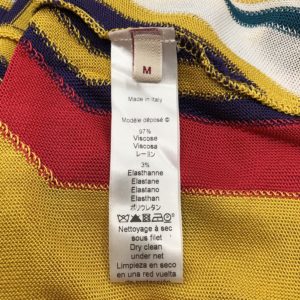 M
Made in Italy
Modèle déposé ©
97%
Viscose
Viscosa
レーヨン
3%
Elasthanne
Elastane
Elastano
Elasthan
ポリウレタン
Nettoyage à sec
sous filet
Dry clean
under net
Limpieza en seco
en una red vuelta